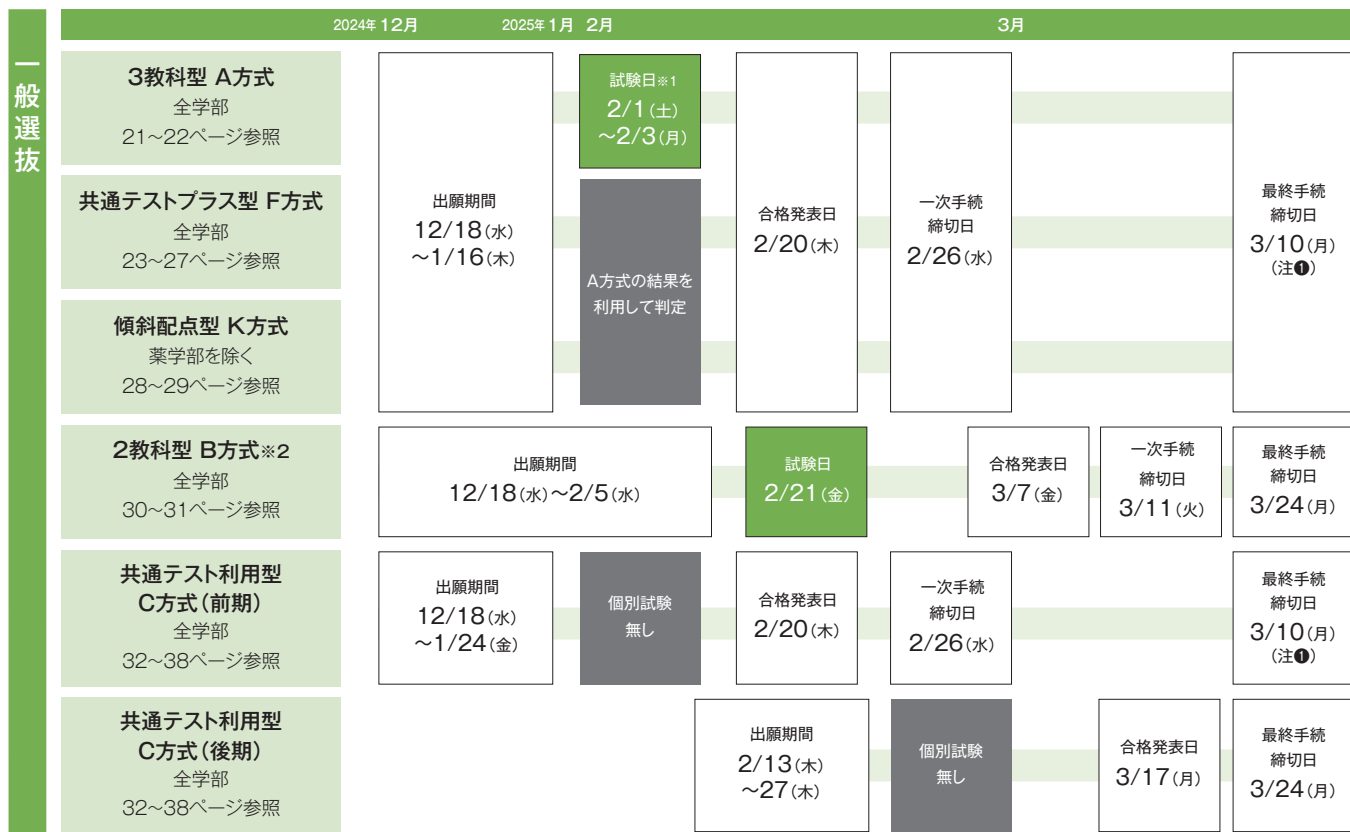 2024年 12月
2025年 1月
2月
3月
一般選抜
3教科型 A方式
全学部
21〜22ページ参照
共通テストプラス型 F方式
全学部
23〜27ページ参照
傾斜配点型 K方式
薬学部を除く
28〜29ページ参照
出願期間
12/18(水)
〜1/16(木)
試験日※1
2/1(土)
〜2/3(月)
A方式の結果を
利用して判定
合格発表日
2/20(木)
一次手続
締切日
2/26(水)
最終手続
締切日
3/10(月)
(注❶)
2教科型 B方式※2
全学部
30〜31ページ参照
出願期間
12/18(水)〜2/5(水)
試験日
2/21(金)
合格発表日
3/7(金)
一次手続
締切日
3/11(火)
最終手続
締切日
3/24(月)
共通テスト利用型
C方式(前期)
全学部
32〜38ページ参照
出願期間
12/18(水)
〜1/24(金)
個別試験
無し
合格発表日
2/20(木)
一次手続
締切日
2/26(水)
最終手続
締切日
3/10(月)
(注❶)
共通テスト利用型
C方式(後期)
全学部
32〜38ページ参照
出願期間
2/13(木)
〜27(木)
個別試験
無し
合格発表日
3/17(月)
最終手続
締切日
3/24(月)